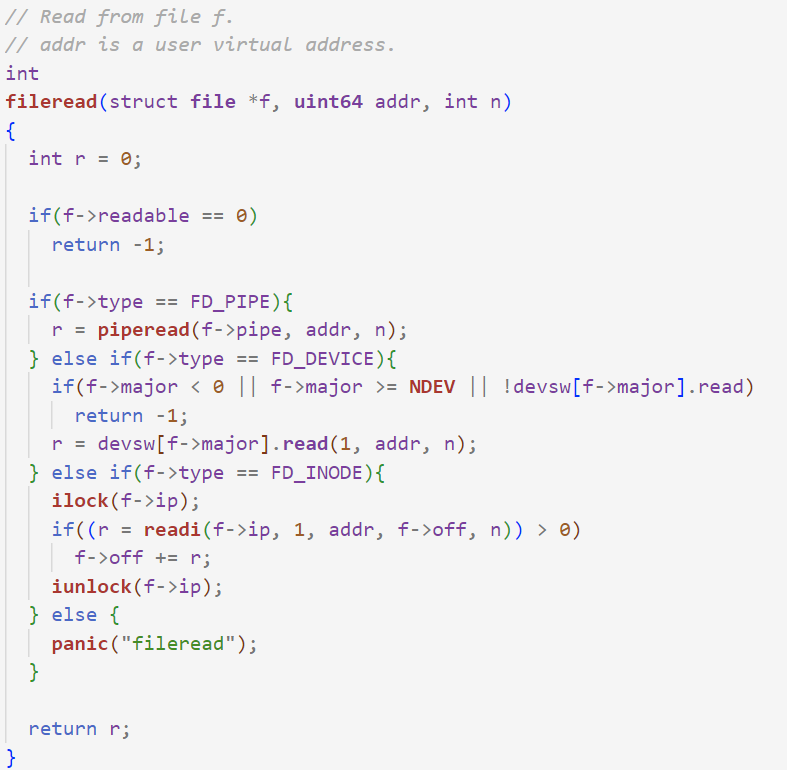 // Read from file f.
// addr is a user virtual address.
int
fileread(struct file *f, uint64 addr, int n)
{
  int r = 0;

  if(f->readable == 0)
    return -1;

  if(f->type == FD_PIPE){
    r = piperead(f->pipe, addr, n);
  } else if(f->type == FD_DEVICE){
    if(f->major < 0 || f->major >= NDEV || !devsw[f->major].read)
      return -1;
    r = devsw[f->major].read(1, addr, n);
  } else if(f->type == FD_INODE){
    ilock(f->ip);
    if((r = readi(f->ip, 1, addr, f->off, n)) > 0)
      f->off += r;
    iunlock(f->ip);
  } else {
    panic("fileread");
  }

  return r;
}